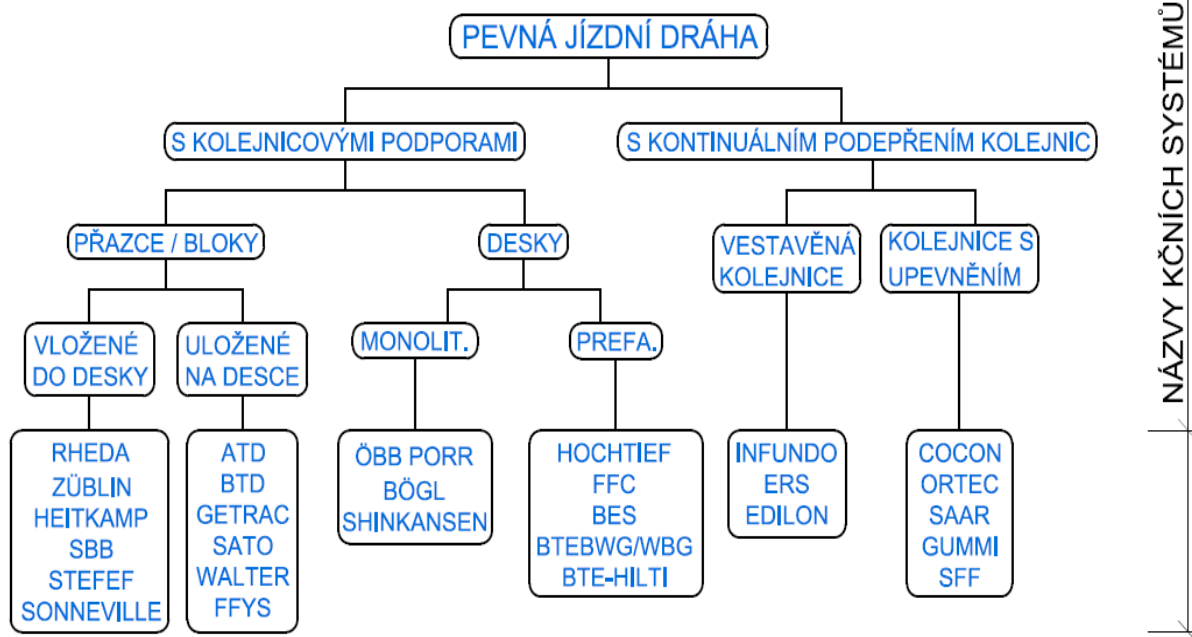 PEVNÁ JÍZDNÍ DRÁHA
S KOLEJNICOVÝMI PODPORAMI
S KONTINUÁLNÍM PODEPŘENÍM KOLEJNIC
PŘAZCE / BLOKY
DESKY
VESTAVĚNÁ
KOLEJNICE
KOLEJNICE S
UPEVNĚNÍM
VLOŽENÉ
DO DESKY
ULOŽENÉ
NA DESCE
MONOLIT.
PREFA.
RHEDA
ZÜBLIN
HEITKAMP
SBB
STEFEF
SONNEVILLE
ATD
BTD
GETRAC
SATO
WALTER
FFYS
ÖBB PORR
BÖGL
SHINKANSEN
HOCHTIEF
FFC
BES
BTEBWG/WBG
BTE-HILTI
INFUNDO
ERS
EDILON
COCON
ORTEC
SAAR
GUMMI
SFF
NÁZVY KČNÍCH SYSTÉMŮ